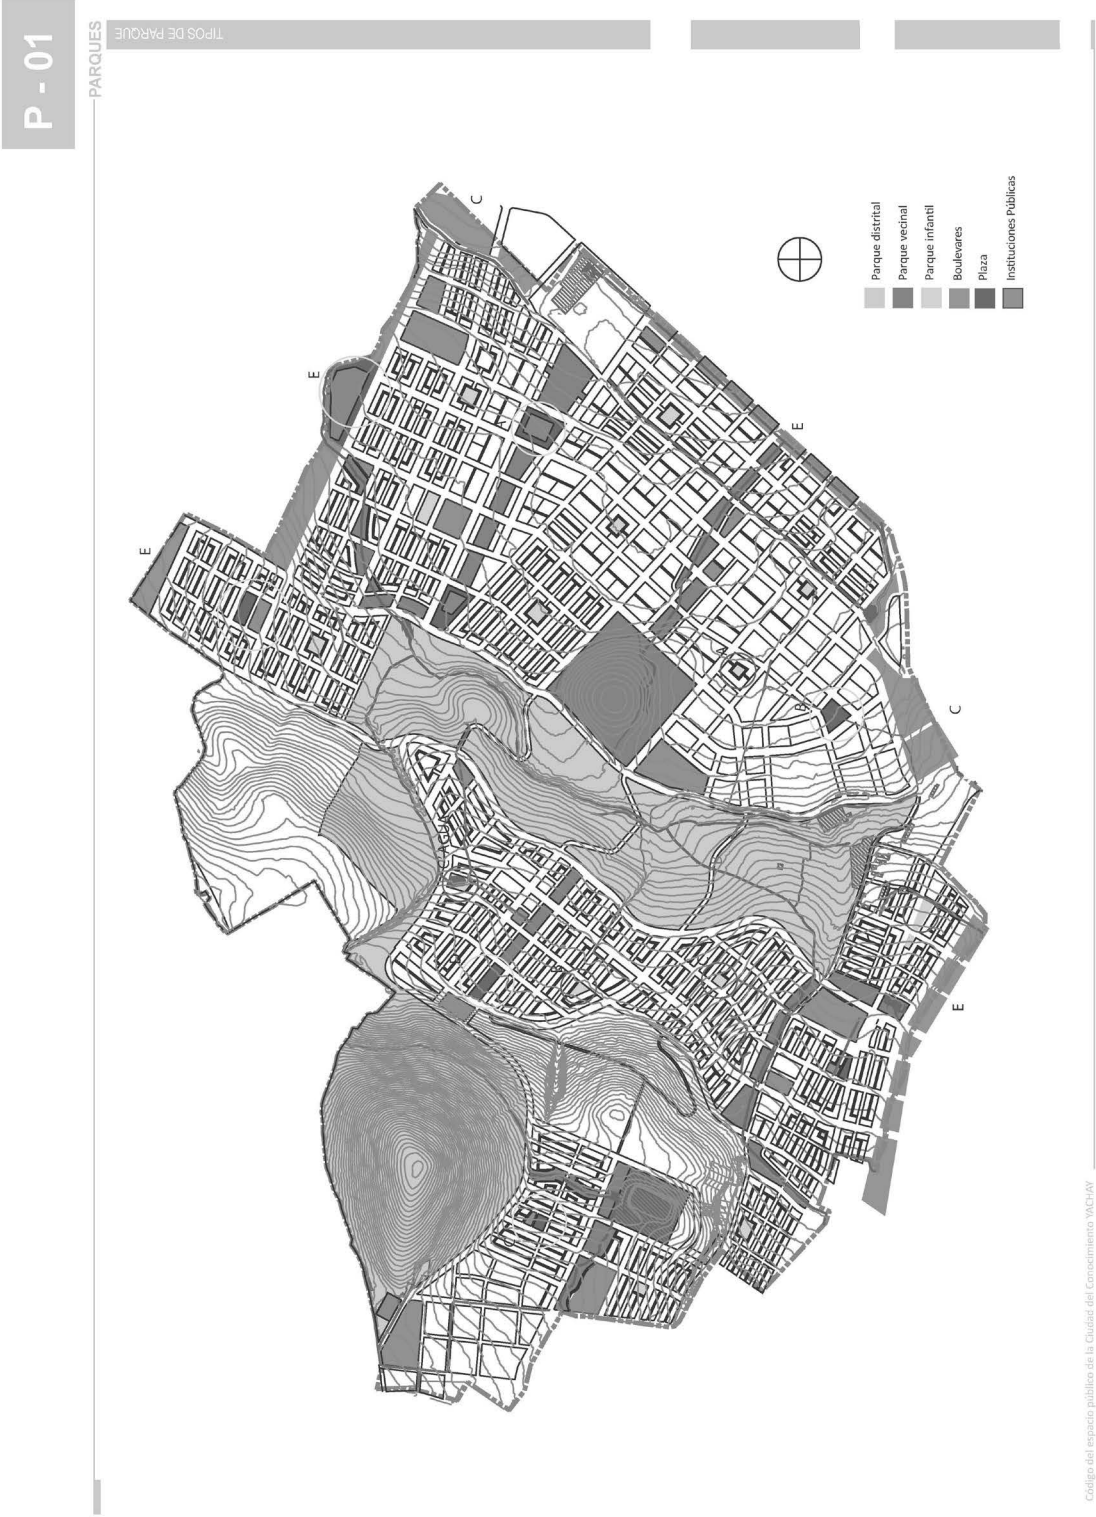 P - 01
PARQUES
TIPOS DE PARQUE
C
E
E
E
C
E
Parque distrital
Parque vecinal
Parque infantil
Boulevares
Plaza
Instituciones Públicas
Código del espacio público de la Ciudad del Conocimiento YACHAY